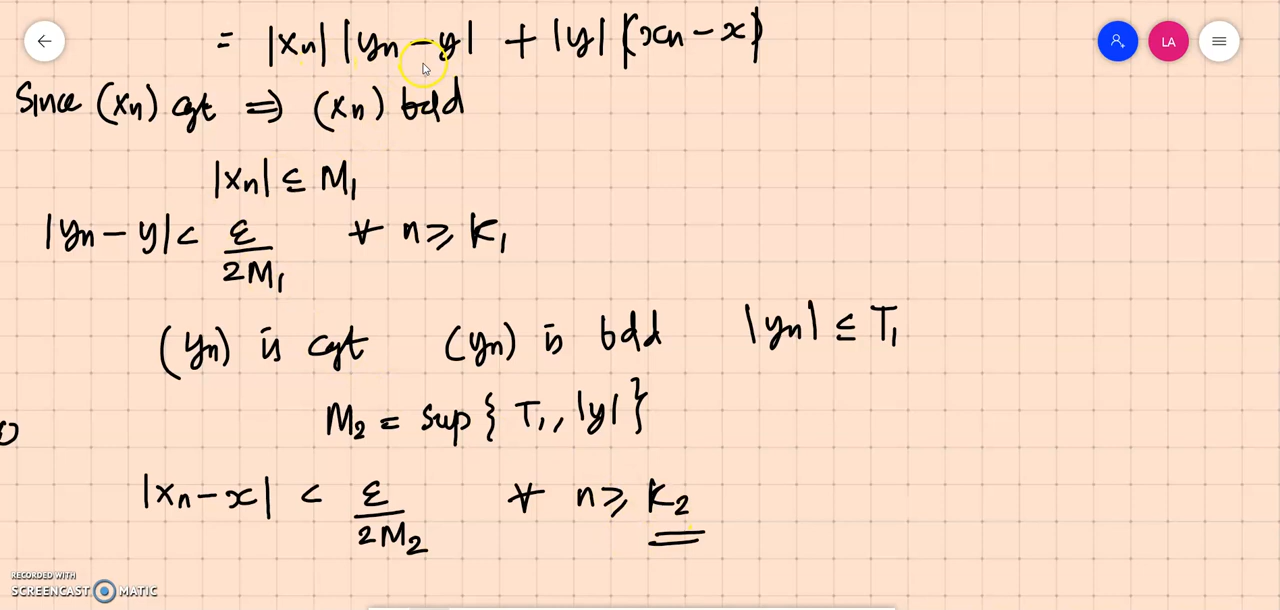 = |xn| |yn - y| + |y| |xn - x|
LA
Since (xn) cgt ⇒ (xn) bdd
|xn| ≤ M1
|yn - y| < ε/2M1 ∀ n ≥ K1
(yn) is cgt (yn) is bdd |yn| ≤ T1
M2 = sup { T1, |y| }
|xn - x| < ε/2M2 ∀ n ≥ K2
RECORDED WITH
SCREENCAST MATIC